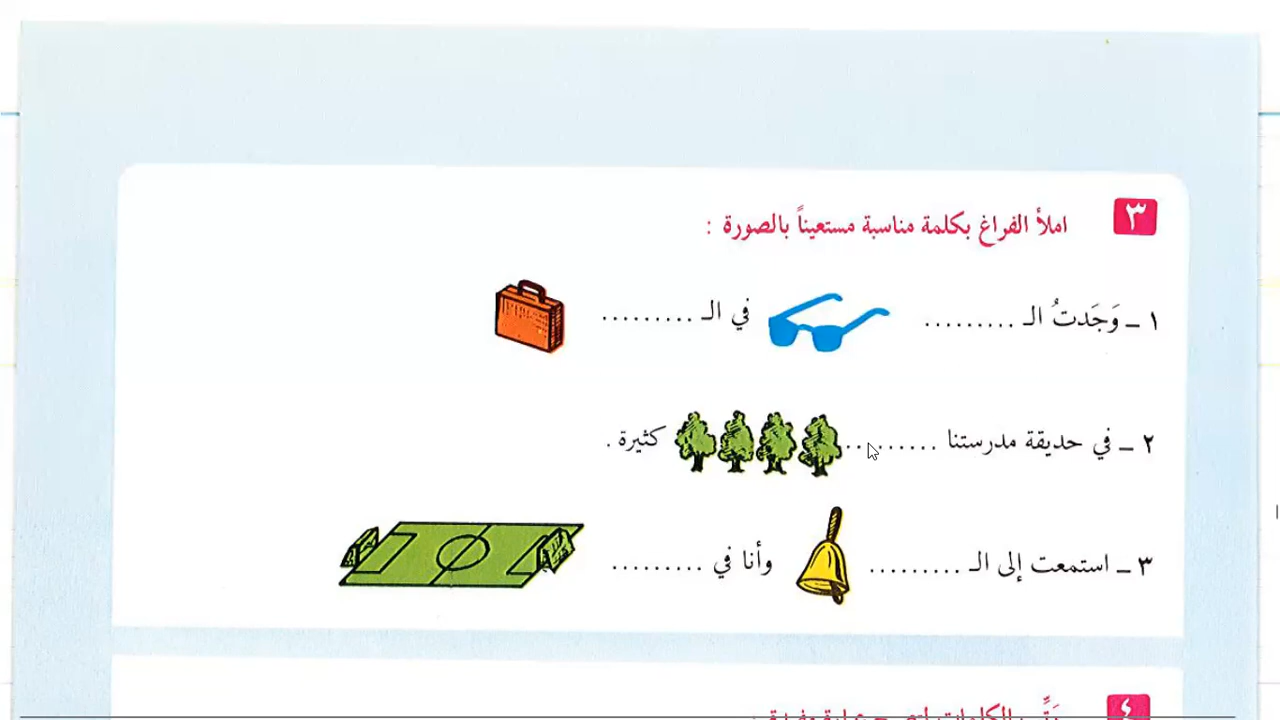 ٣ املأ الفراغ بكلمة مناسبة مستعيناً بالصورة :
١ ـ وَجَدتُ الـ ......... في الـ .........
٢ ـ في حديقة مدرستنا ......... كثيرة .
٣ ـ استمعت إلى الـ ......... وأنا في .........
٤